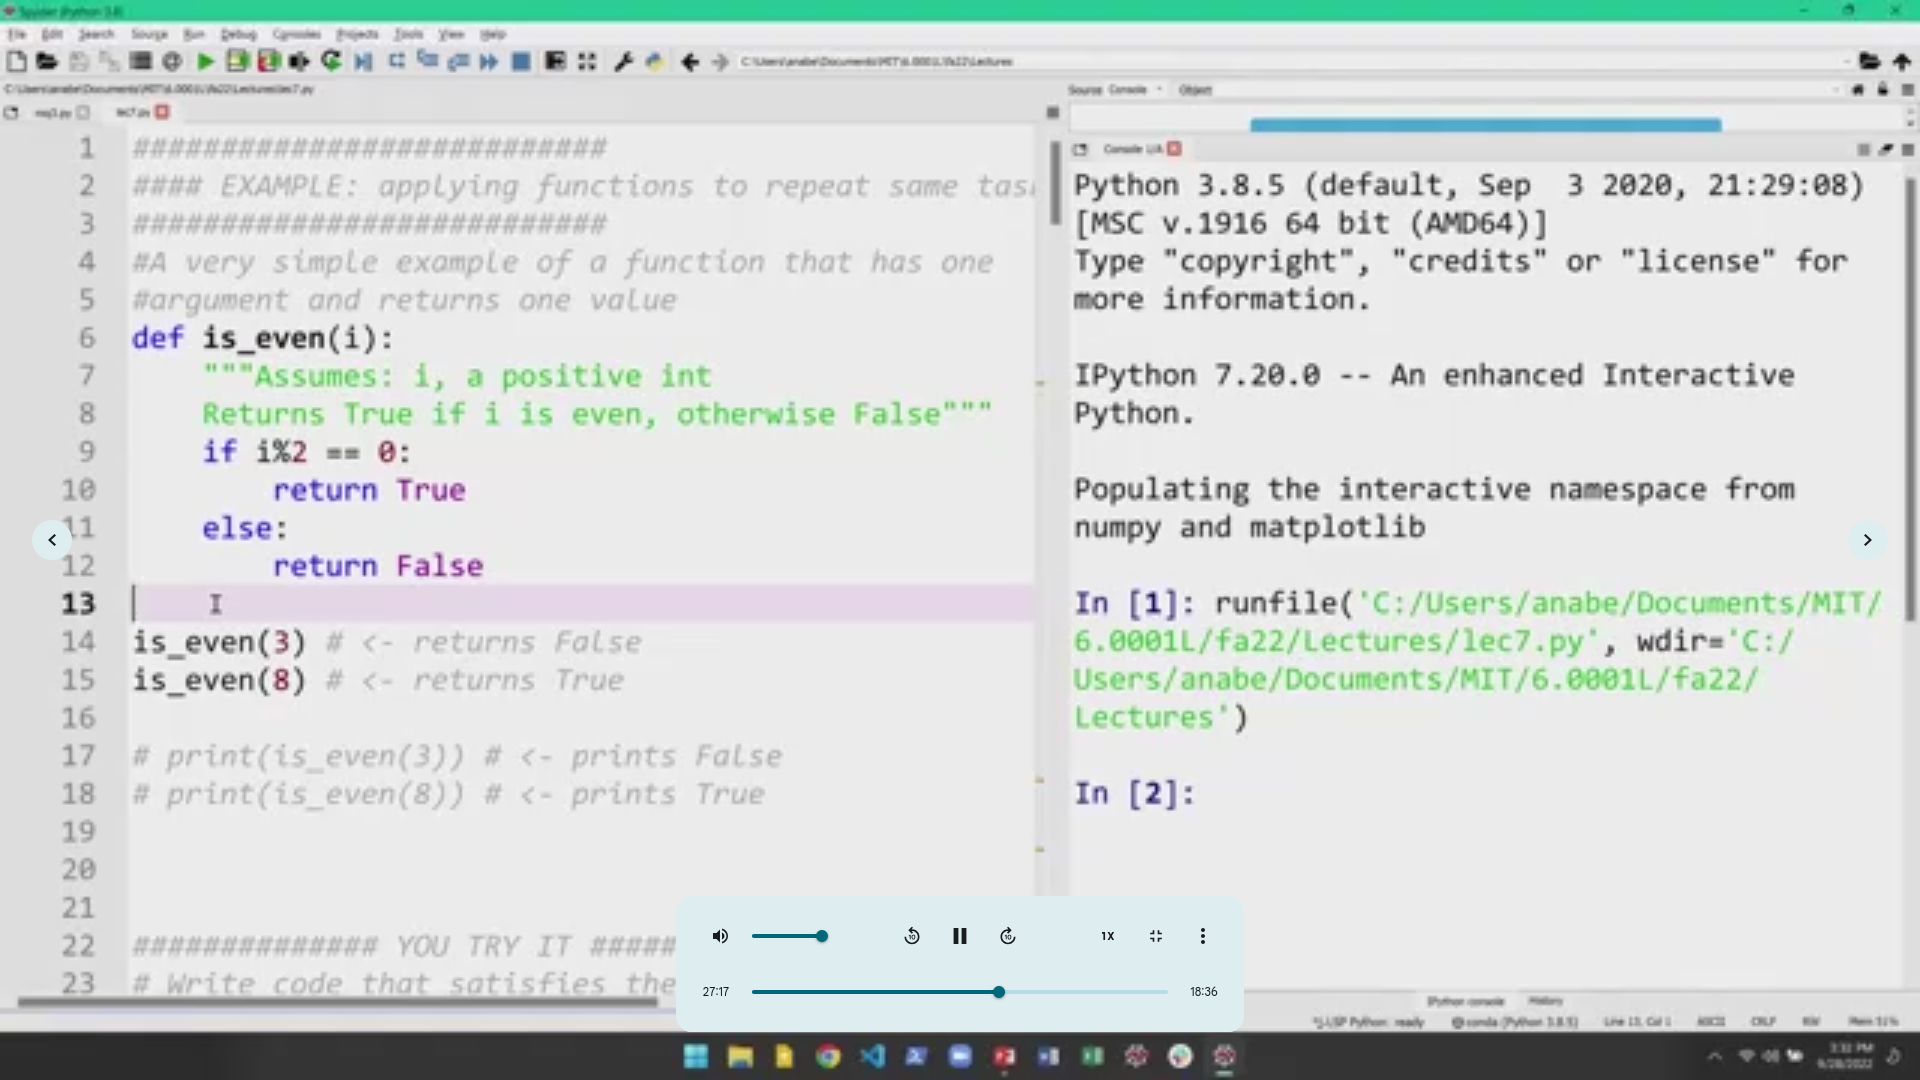 Spyder (Python 3.8)
File Edit Search Source Run Debug Consoles Projects Tools View Help
C:\Users\anabe\Documents\MIT\6.0001L\fa22\Lectures
C:\Users\anabe\Documents\MIT\6.0001L\fa22\Lectures\lec7.py
lec7.py
1 ###########################
2 #### EXAMPLE: applying functions to repeat same tas
3 ###########################
4 #A very simple example of a function that has one
5 #argument and returns one value
6 def is_even(i):
7 """Assumes: i, a positive int
8 Returns True if i is even, otherwise False"""
9 if i%2 == 0:
10 return True
11 else:
12 return False
13
14 is_even(3) # <- returns False
15 is_even(8) # <- returns True
16
17 # print(is_even(3)) # <- prints False
18 # print(is_even(8)) # <- prints True
19
20
21
22 ############## YOU TRY IT #####
23 # Write code that satisfies the
Source Console Object
Console 1/A
Python 3.8.5 (default, Sep 3 2020, 21:29:08)
[MSC v.1916 64 bit (AMD64)]
Type "copyright", "credits" or "license" for
more information.
IPython 7.20.0 -- An enhanced Interactive
Python.
Populating the interactive namespace from
numpy and matplotlib
In [1]: runfile('C:/Users/anabe/Documents/MIT/
6.0001L/fa22/Lectures/lec7.py', wdir='C:/
Users/anabe/Documents/MIT/6.0001L/fa22/
Lectures')
In [2]:
10 10 1X
27:17 18:36
IPython console History
LSP Python: ready conda (Python 3.8.5) Line 13, Col 1 ASCII CRLF RW Mem 51%
3:32 PM
9/28/2022